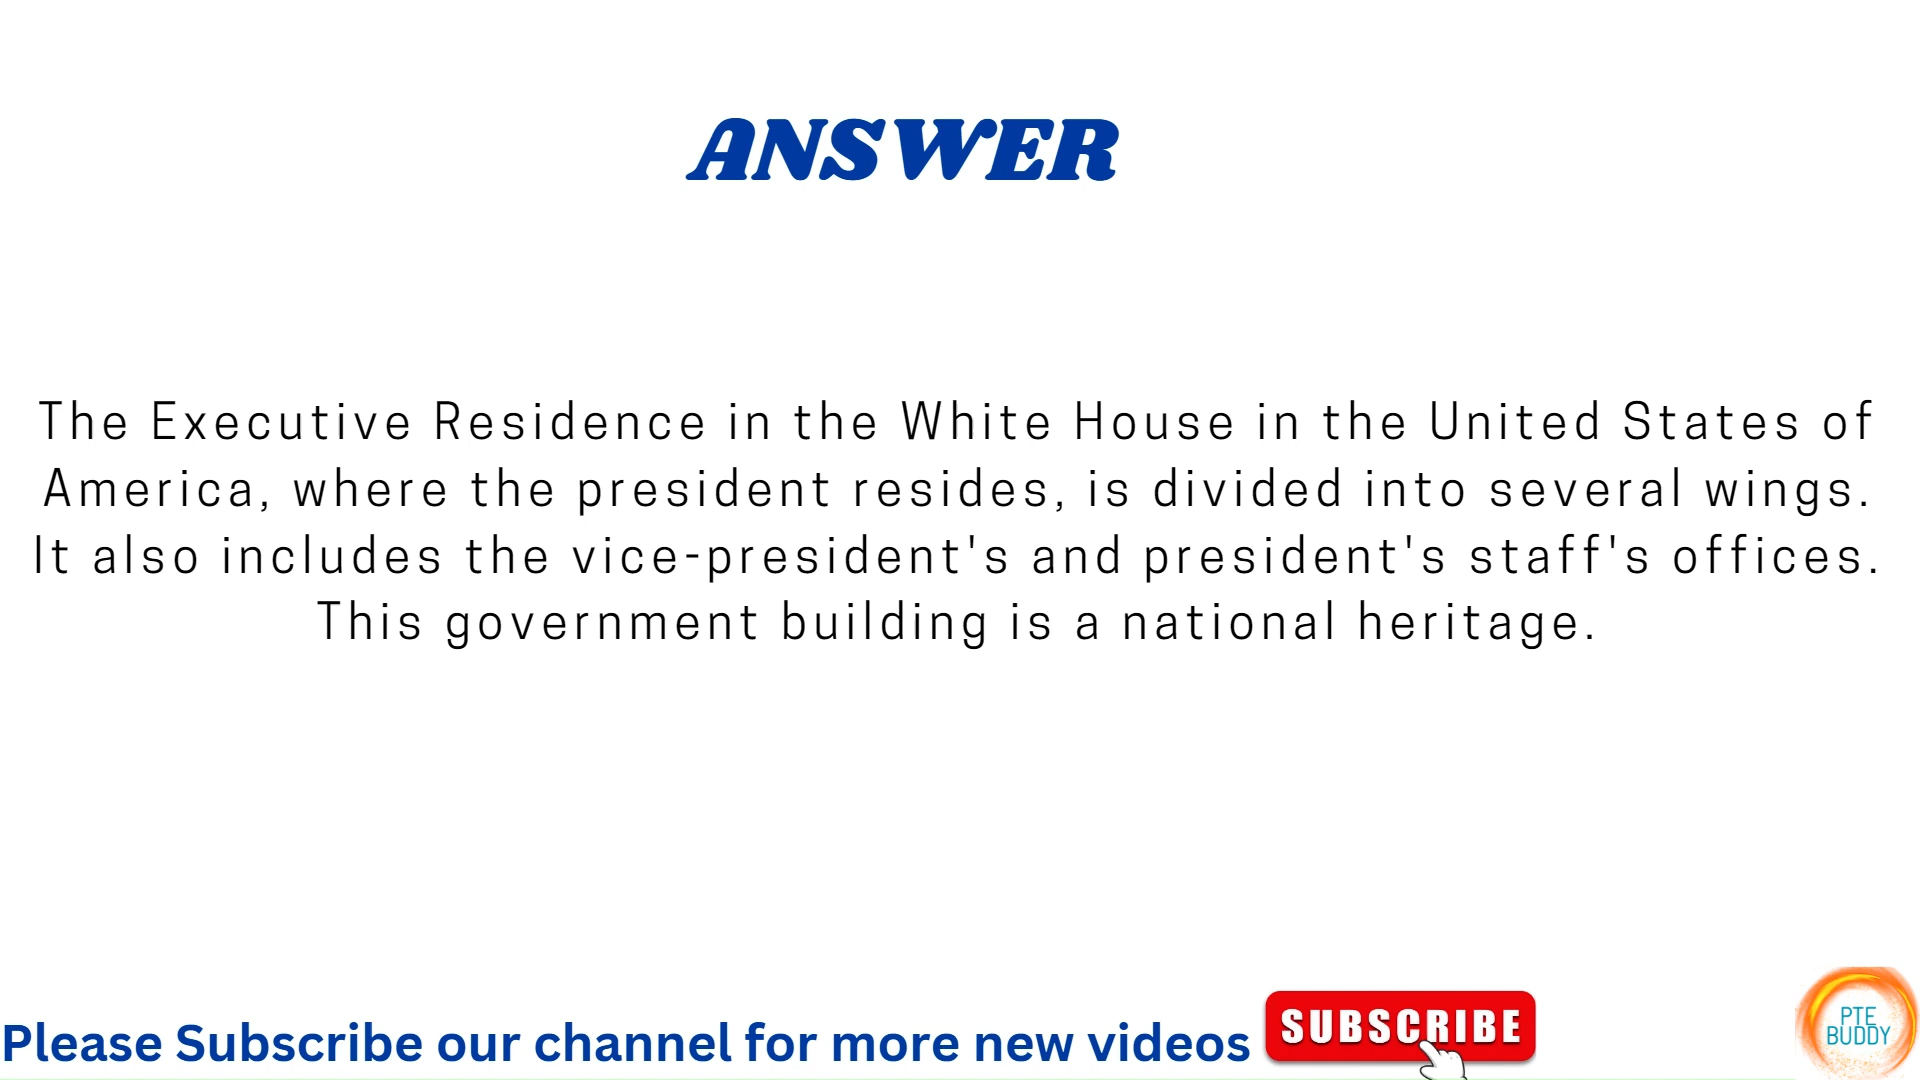 ANSWER
The Executive Residence in the White House in the United States of
America, where the president resides, is divided into several wings.
It also includes the vice-president's and president's staff's offices.
This government building is a national heritage.
Please Subscribe our channel for more new videos
SUBSCRIBE
PTE
BUDDY